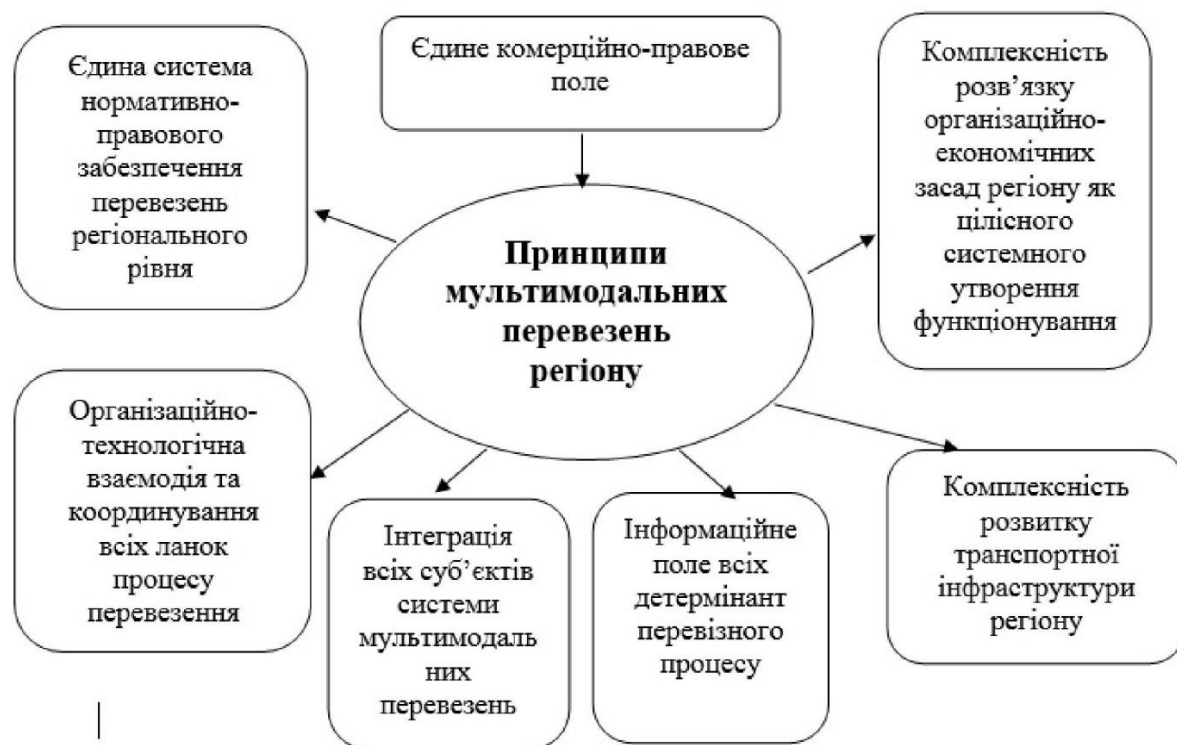 Єдина система
нормативно-
правового
забезпечення
перевезень
регіонального
рівня
Єдине комерційно-правове
поле
Комплексність
розв’язку
організаційно-
економічних
засад регіону як
цілісного
системного
утворення
функціонування
Принципи
мультимодальних
перевезень
регіону
Організаційно-
технологічна
взаємодія та
координування
всіх ланок
процесу
перевезення
Інтеграція
всіх суб’єктів
системи
мультимодаль
них
перевезень
Інформаційне
поле всіх
детермінант
перевізного
процесу
Комплексність
розвитку
транспортної
інфраструктури
регіону